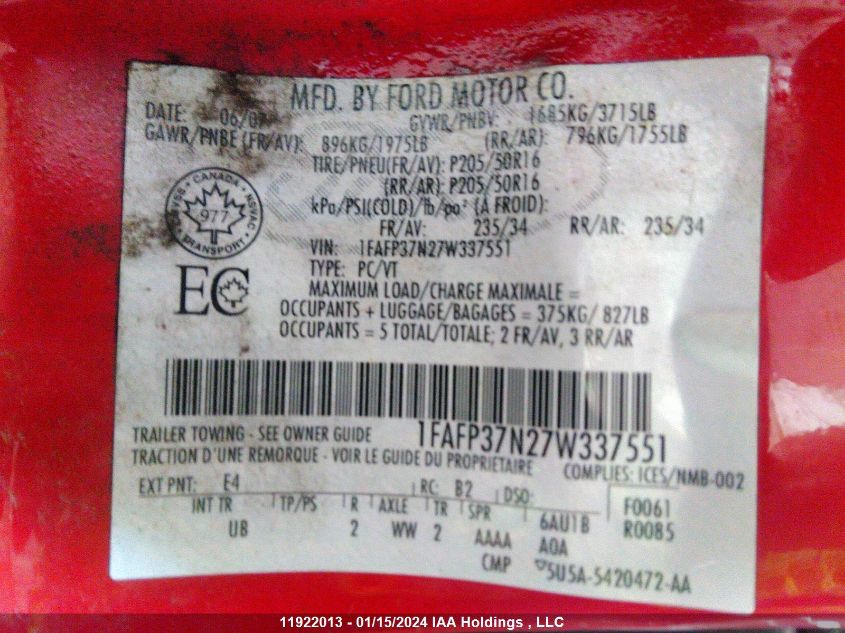 MFD. BY FORD MOTOR CO.
DATE: 06/07 GVWR/PNBV: 1685KG/3715LB
GAWR/PNBE (FR/AV): 896KG/1975LB (RR/AR): 796KG/1755LB
TIRE/PNEU(FR/AV): P205/50R16
(RR/AR): P205/50R16
kPa/PSI(COLD)/lb/po² (A FROID):
FR/AV: 235/34 RR/AR: 235/34
CMVSS • CANADA • NSVAC
977
TRANSPORT
VIN: 1FAFP37N27W337551
TYPE: PC/VT
EC
MAXIMUM LOAD/CHARGE MAXIMALE =
OCCUPANTS + LUGGAGE/BAGAGES = 375KG/ 827LB
OCCUPANTS = 5 TOTAL/TOTALE; 2 FR/AV, 3 RR/AR
TRAILER TOWING - SEE OWNER GUIDE 1FAFP37N27W337551
TRACTION D'UNE REMORQUE - VOIR LE GUIDE DU PROPRIETAIRE
COMPLIES: ICES/NMB-002
EXT PNT: E4 RC: B2 DSO: F0061
INT TR TP/PS R AXLE TR SPR 6AU1B R0085
UB 2 WW 2 AAAA A0A
CMP 5U5A-5420472-AA
11922013 - 01/15/2024 IAA Holdings , LLC